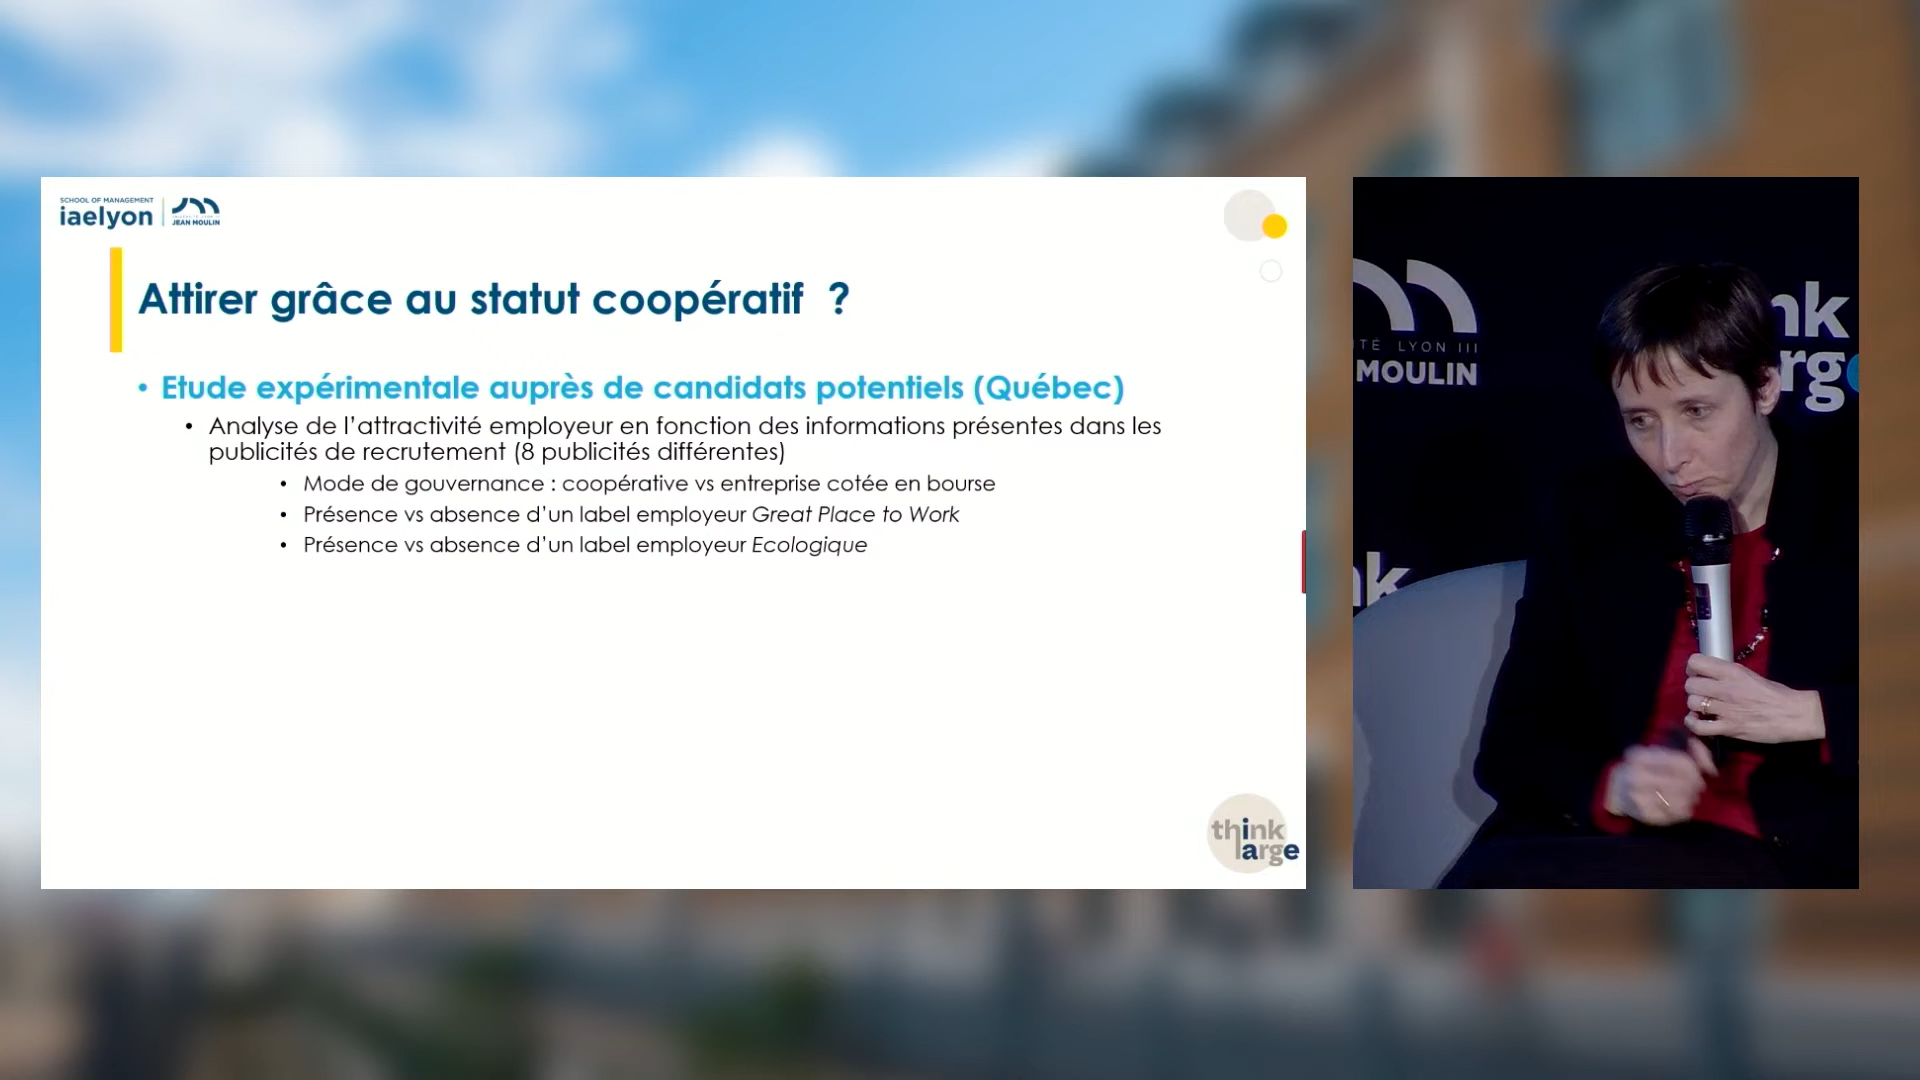 SCHOOL OF MANAGEMENT
iaelyon
JEAN MOULIN
Attirer grâce au statut coopératif ?
• Etude expérimentale auprès de candidats potentiels (Québec)
• Analyse de l’attractivité employeur en fonction des informations présentes dans les
publicités de recrutement (8 publicités différentes)
• Mode de gouvernance : coopérative vs entreprise cotée en bourse
• Présence vs absence d’un label employeur Great Place to Work
• Présence vs absence d’un label employeur Ecologique
think
large
TÉ LYON III
MOULIN
nk
rge
nk